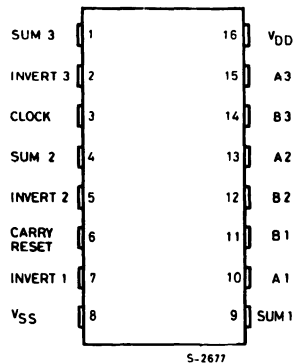 SUM 3 1 16 VDD
INVERT 3 2 15 A3
CLOCK 3 14 B3
SUM 2 4 13 A2
INVERT 2 5 12 B2
CARRY
RESET 6 11 B1
INVERT 1 7 10 A1
VSS 8 9 SUM1
S-2677